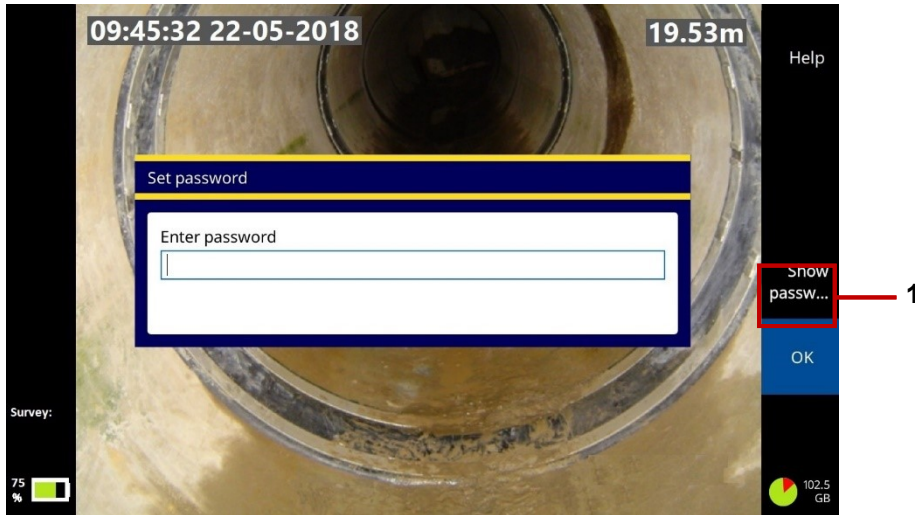 09:45:32 22-05-2018
19.53m
Help
Set password
Enter password
Show
passw...
1
OK
Survey:
75
%
102.5
GB